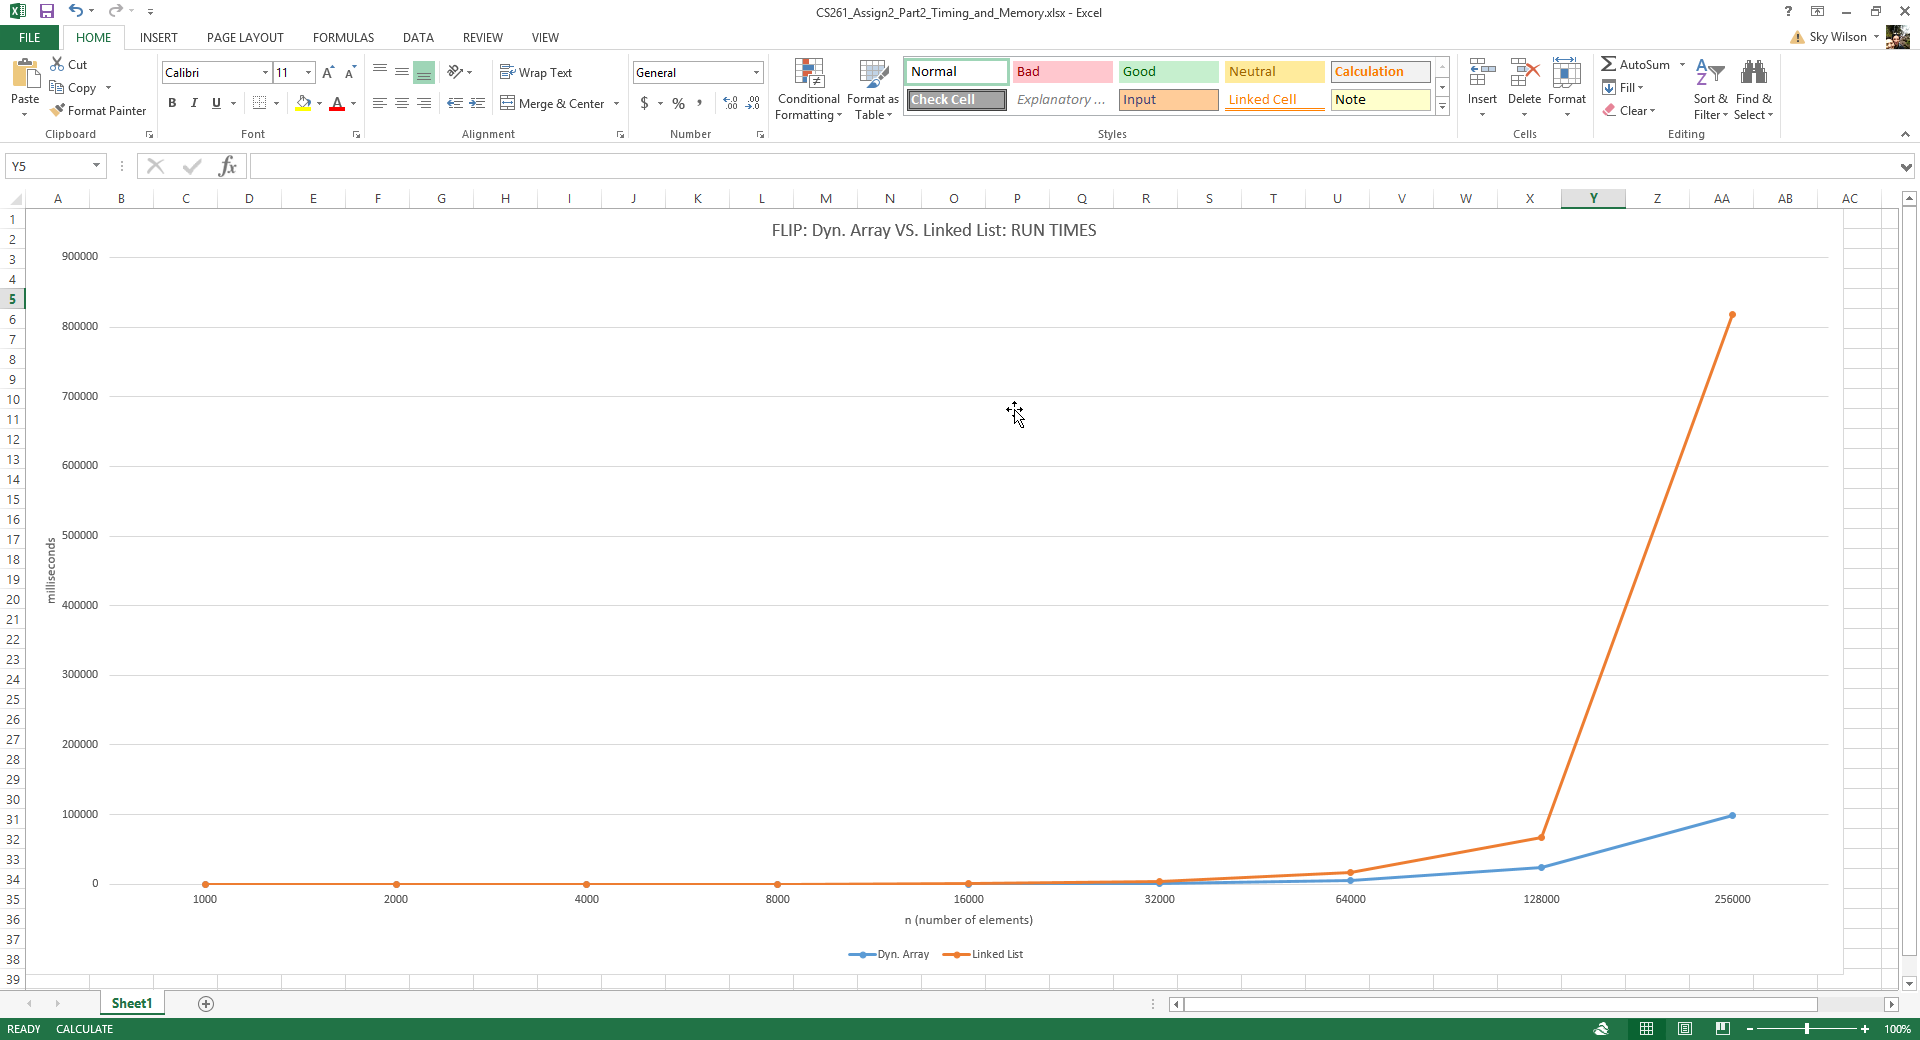 CS261_Assign2_Part2_Timing_and_Memory.xlsx - Excel
?
FILE HOME INSERT PAGE LAYOUT FORMULAS DATA REVIEW VIEW Sky Wilson
Paste
Cut
Copy
Format Painter
Clipboard
Calibri 11 A A
B I U A
Font
Wrap Text
Merge & Center
Alignment
General
$ % , .0 .00 .00 .0
Number
Conditional Formatting
Format as Table
Normal Bad Good Neutral Calculation
Check Cell Explanatory ... Input Linked Cell Note
Styles
Insert Delete Format
Cells
AutoSum
Fill
Clear
Sort & Filter
Find & Select
Editing
Y5 fx
A B C D E F G H I J K L M N O P Q R S T U V W X Y Z AA AB AC
1
2
3
4
5
6
7
8
9
10
11
12
13
14
15
16
17
18
19
20
21
22
23
24
25
26
27
28
29
30
31
32
33
34
35
36
37
38
39
FLIP: Dyn. Array VS. Linked List: RUN TIMES
900000
800000
700000
600000
500000
400000
300000
200000
100000
0
milliseconds
1000 2000 4000 8000 16000 32000 64000 128000 256000
n (number of elements)
Dyn. Array Linked List
Sheet1
READY CALCULATE 100%